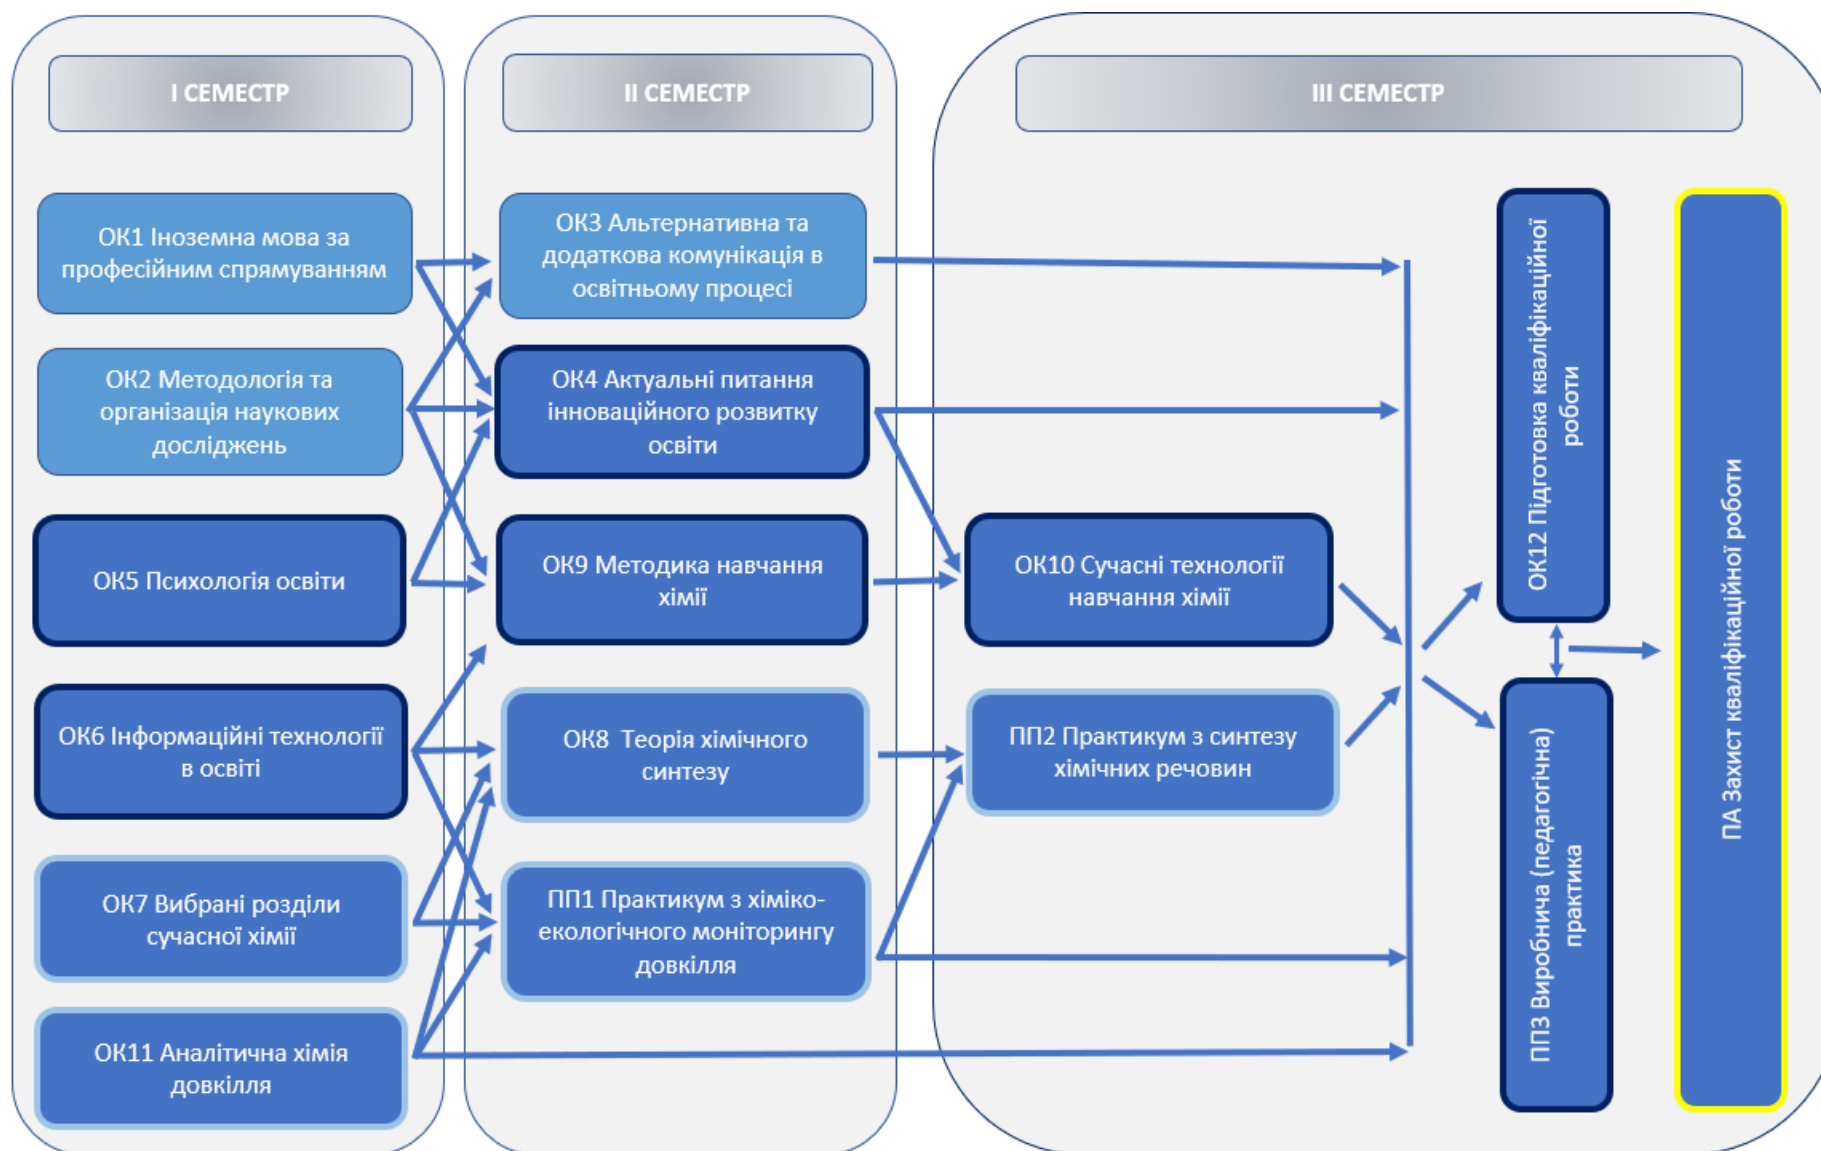 І СЕМЕСТР
ОК1 Іноземна мова за
професійним спрямуванням
ОК2 Методологія та
організація наукових
досліджень
ОК5 Психологія освіти
ОК6 Інформаційні технології
в освіті
ОК7 Вибрані розділи
сучасної хімії
ОК11 Аналітична хімія
довкілля
ІІ СЕМЕСТР
ОК3 Альтернативна та
додаткова комунікація в
освітньому процесі
ОК4 Актуальні питання
інноваційного розвитку
освіти
ОК9 Методика навчання
хімії
ОК8 Теорія хімічного
синтезу
ПП1 Практикум з хіміко-
екологічного моніторингу
довкілля
ІІІ СЕМЕСТР
ОК10 Сучасні технології
навчання хімії
ПП2 Практикум з синтезу
хімічних речовин
ОК12 Підготовка кваліфікаційної
роботи
ПП3 Виробнича (педагогічна)
практика
ПА Захист кваліфікаційної роботи